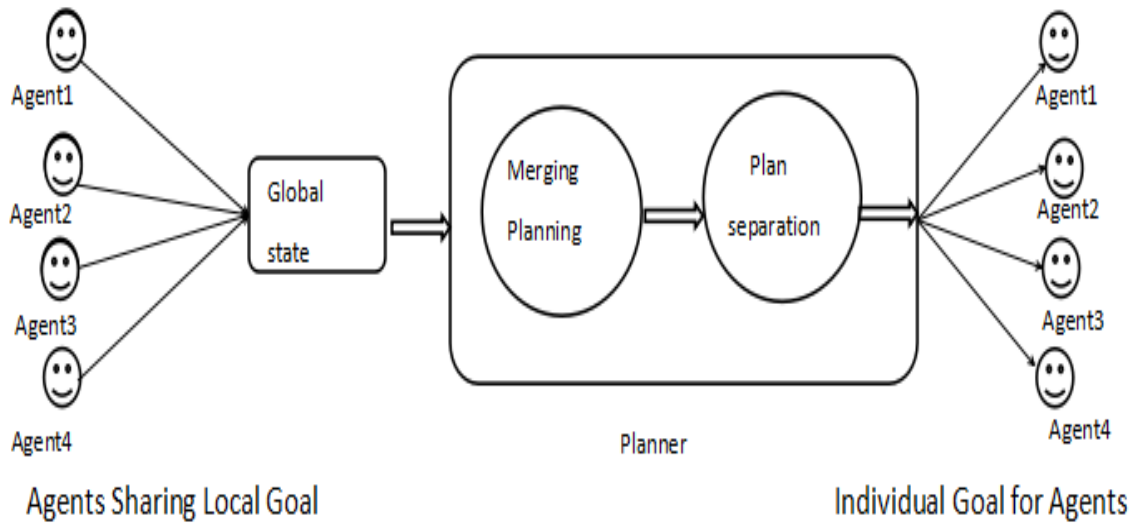 Agent1
Agent2
Agent3
Agent4
Agents Sharing Local Goal
Global
state
Merging
Planning
Plan
separation
Planner
Agent1
Agent2
Agent3
Agent4
Individual Goal for Agents